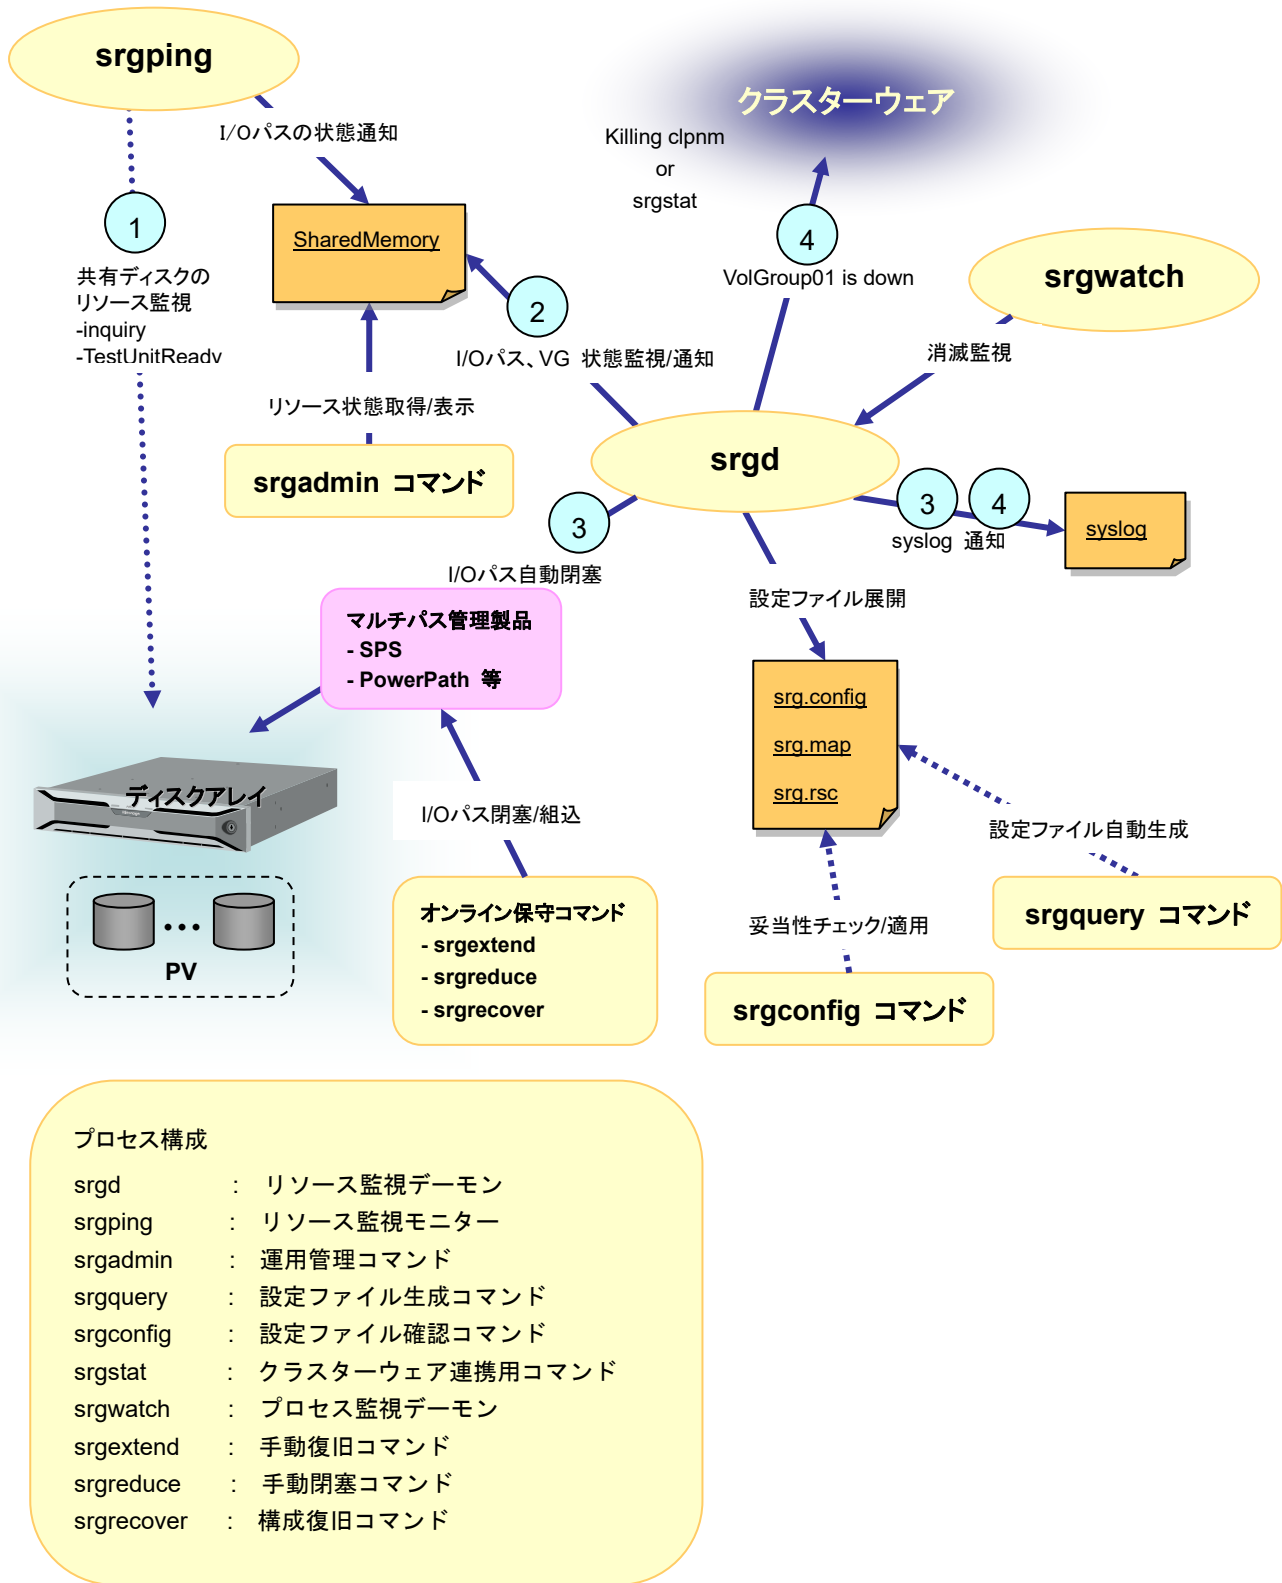 srgping
クラスターウェア
I/Oパスの状態通知
Killing clpnm
or
srgstat
1
SharedMemory
4
VolGroup01 is down
srgwatch
共有ディスクの
リソース監視
-inquiry
-TestUnitReady
2
I/Oパス、VG 状態監視/通知
消滅監視
リソース状態取得/表示
srgadmin コマンド
srgd
3
I/Oパス自動閉塞
3
4
syslog 通知
syslog
マルチパス管理製品
- SPS
- PowerPath 等
設定ファイル展開
srg.config
srg.map
srg.rsc
ディスクアレイ
I/Oパス閉塞/組込
設定ファイル自動生成
PV
オンライン保守コマンド
- srgextend
- srgreduce
- srgrecover
妥当性チェック/適用
srgquery コマンド
srgconfig コマンド
プロセス構成
srgd : リソース監視デーモン
srgping : リソース監視モニター
srgadmin : 運用管理コマンド
srgquery : 設定ファイル生成コマンド
srgconfig : 設定ファイル確認コマンド
srgstat : クラスターウェア連携用コマンド
srgwatch : プロセス監視デーモン
srgextend : 手動復旧コマンド
srgreduce : 手動閉塞コマンド
srgrecover : 構成復旧コマンド